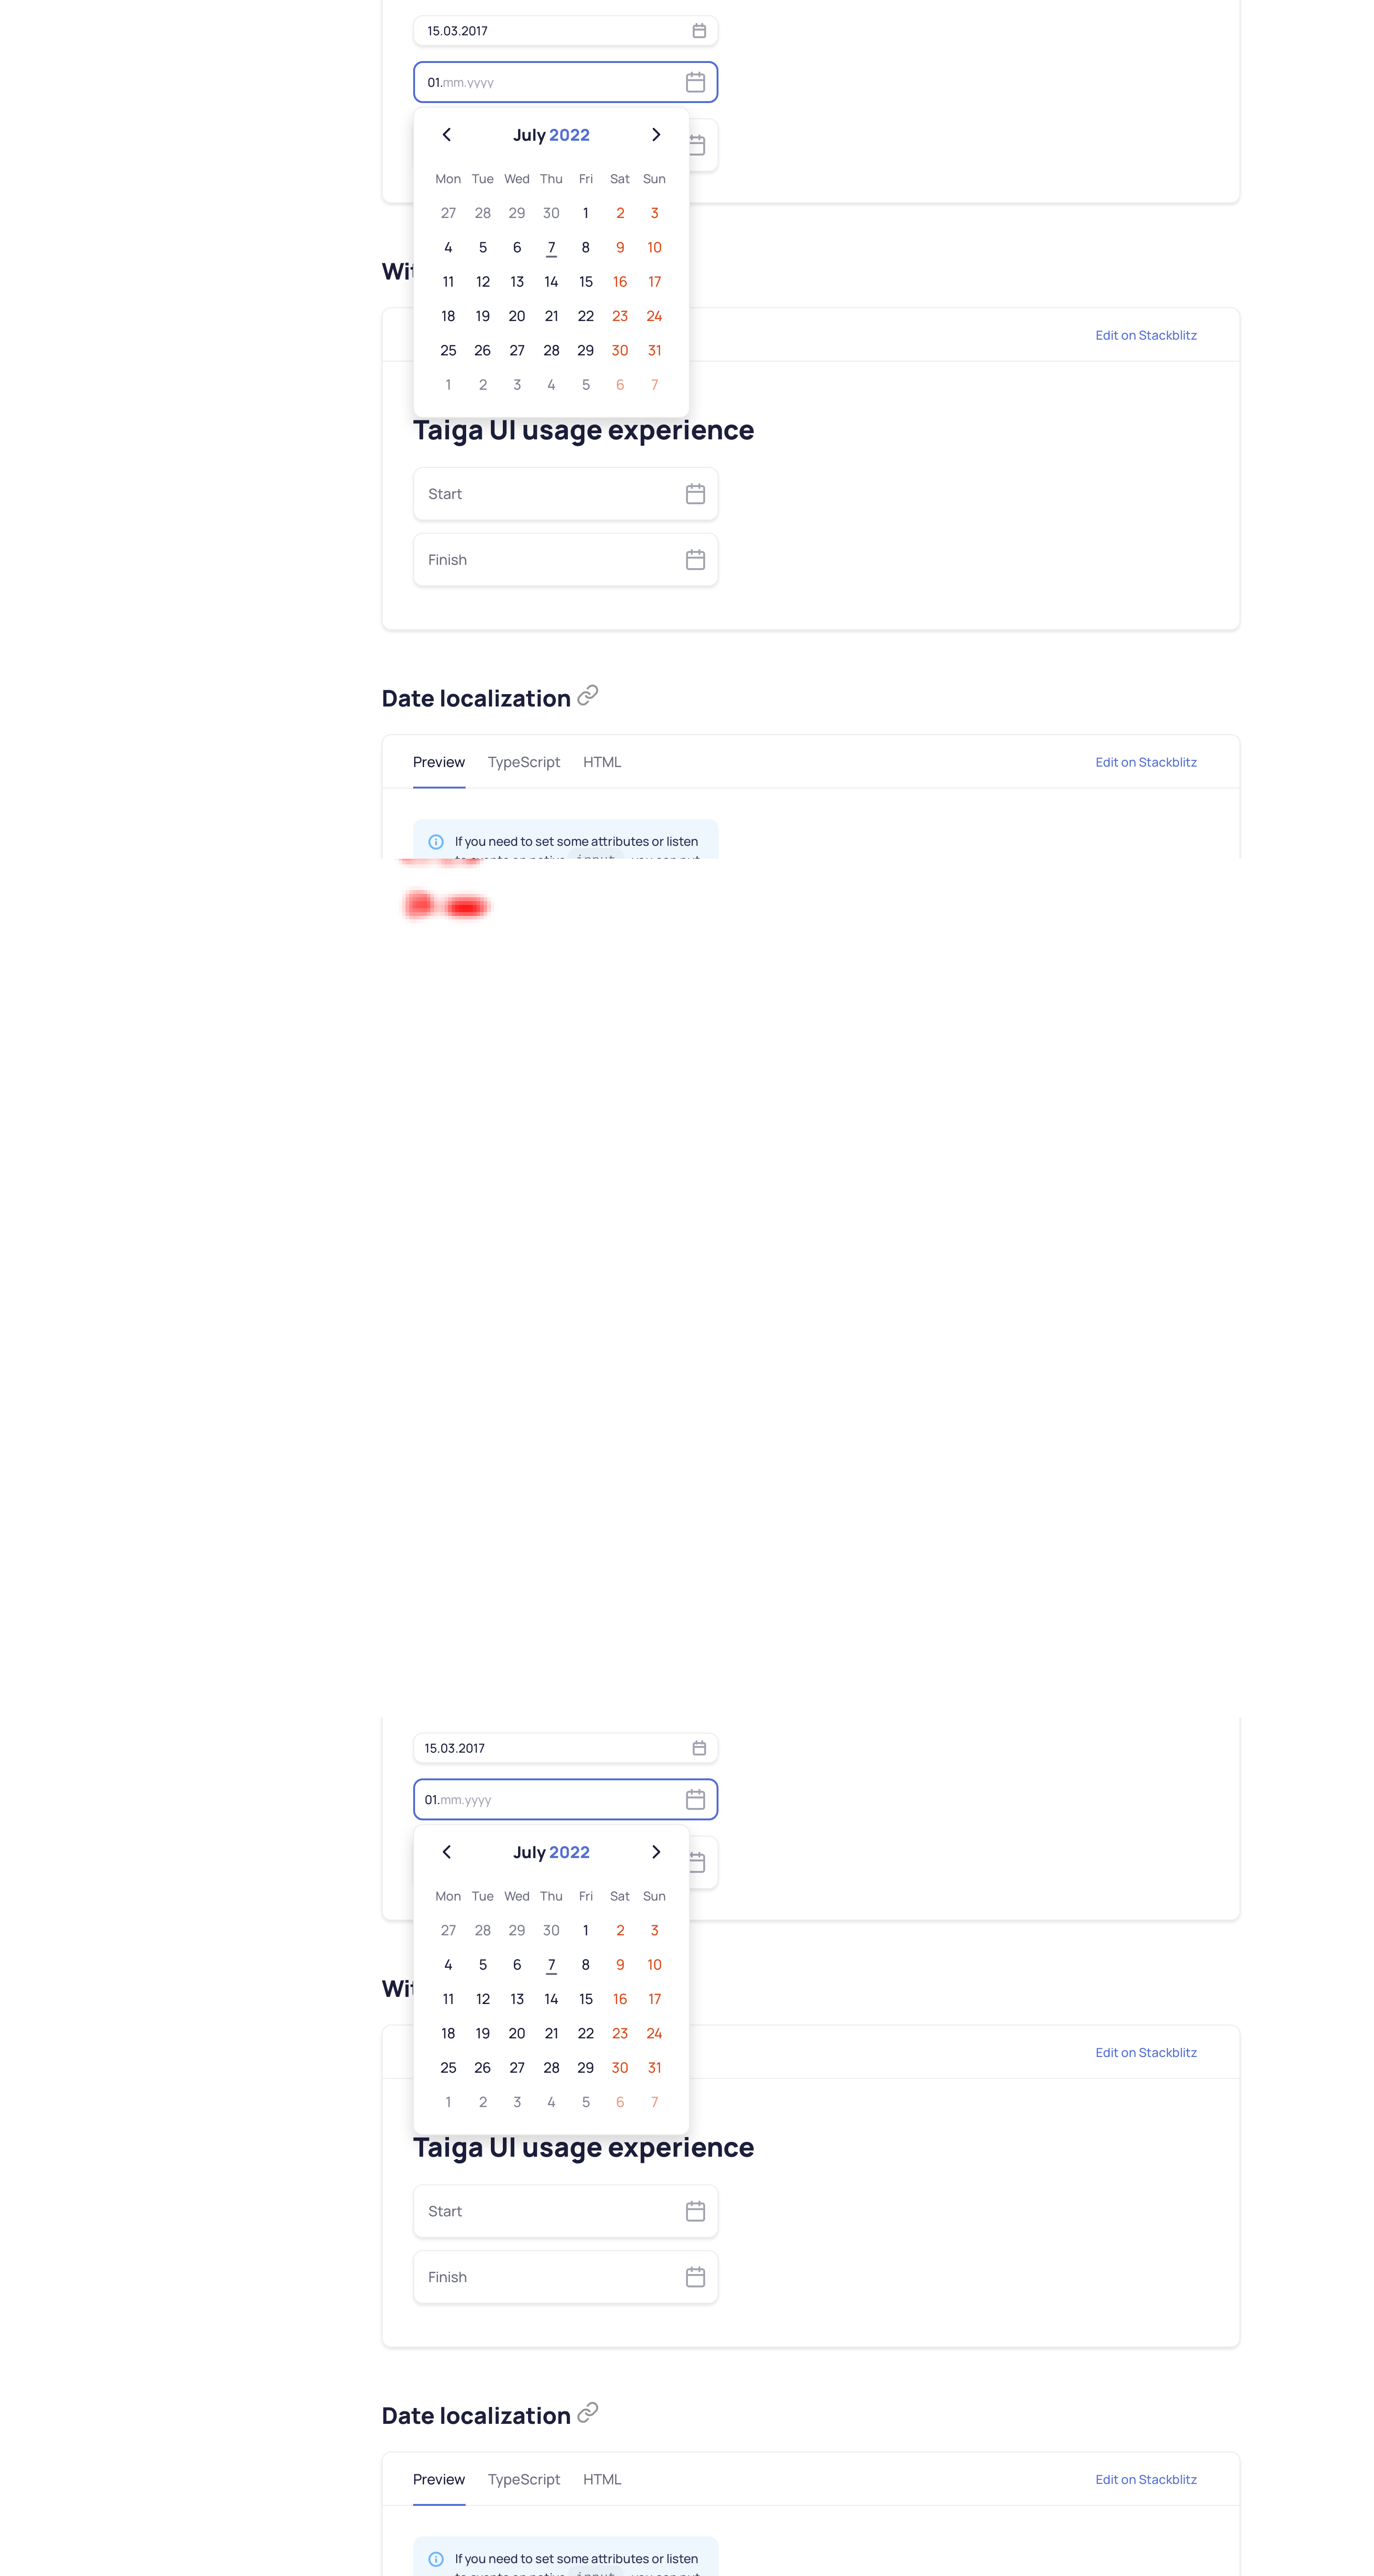 15.03.2017
01.mm.yyyy
July 2022
Mon Tue Wed Thu Fri Sat Sun
27 28 29 30 1 2 3
4 5 6 7 8 9 10
11 12 13 14 15 16 17
18 19 20 21 22 23 24
25 26 27 28 29 30 31
1 2 3 4 5 6 7
Edit on Stackblitz
Taiga UI usage experience
Start
Finish
Date localization
Preview TypeScript HTML Edit on Stackblitz
If you need to set some attributes or listen
15.03.2017
01.mm.yyyy
July 2022
Mon Tue Wed Thu Fri Sat Sun
27 28 29 30 1 2 3
4 5 6 7 8 9 10
11 12 13 14 15 16 17
18 19 20 21 22 23 24
25 26 27 28 29 30 31
1 2 3 4 5 6 7
Edit on Stackblitz
Taiga UI usage experience
Start
Finish
Date localization
Preview TypeScript HTML Edit on Stackblitz
If you need to set some attributes or listen